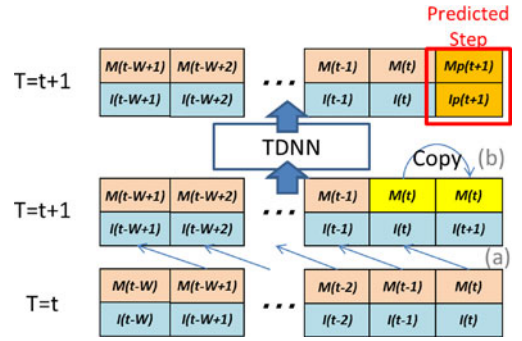 Predicted
Step
M(t-W+1) M(t-W+2) ... M(t-1) M(t) Mp(t+1)
T=t+1
I(t-W+1) I(t-W+2) I(t-1) I(t) Ip(t+1)
TDNN
Copy (b)
M(t-W+1) M(t-W+2) ... M(t-1) M(t) M(t)
T=t+1
I(t-W+1) I(t-W+2) I(t-1) I(t) I(t+1)
(a)
M(t-W) M(t-W+1) ... M(t-2) M(t-1) M(t)
T=t
I(t-W) I(t-W+1) I(t-2) I(t-1) I(t)